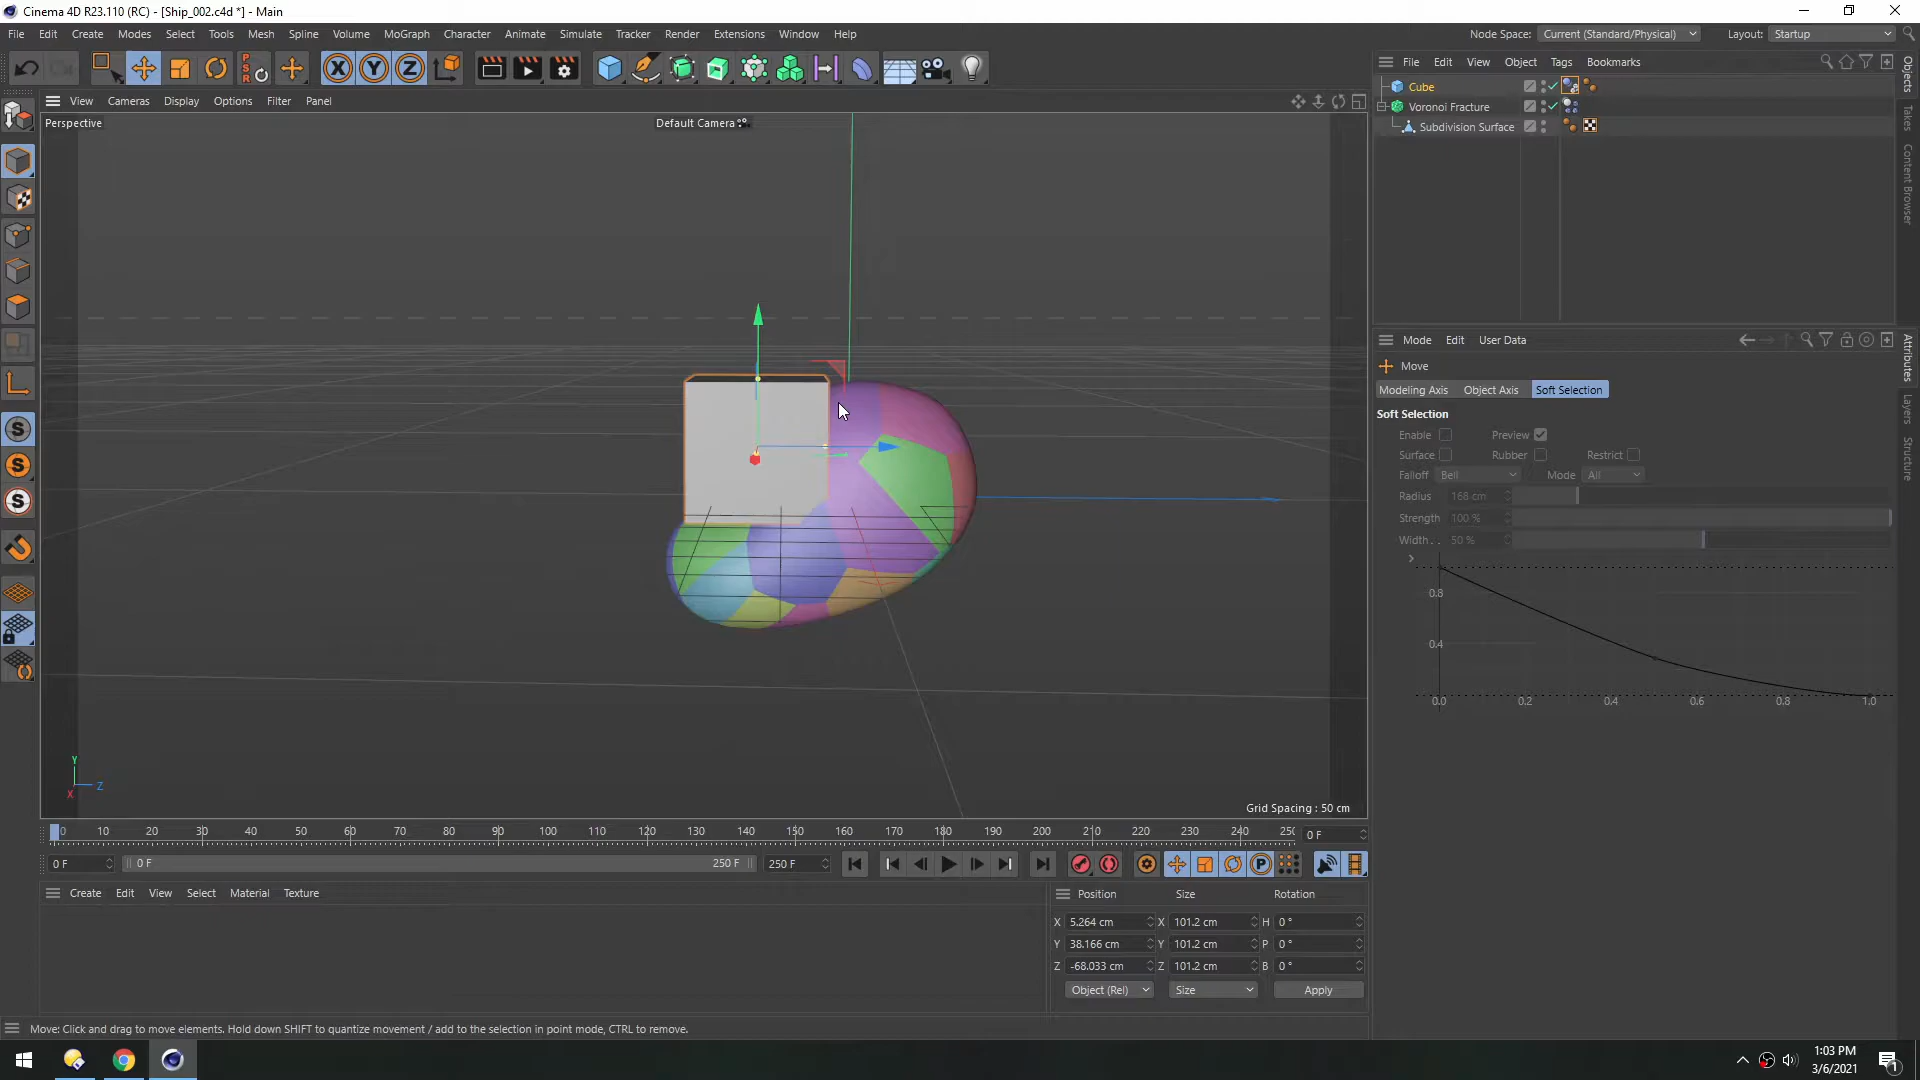 Cinema 4D R23.110 (RC) - [Ship_002.c4d *] - Main
File Edit Create Modes Select Tools Mesh Spline Volume MoGraph Character Animate Simulate Tracker Render Extensions Window Help
Node Space: Current (Standard/Physical) Layout: Startup
PSR
X Y Z
View Cameras Display Options Filter Panel
Perspective
Default Camera
File Edit View Object Tags Bookmarks
Cube
Voronoi Fracture
Subdivision Surface
Objects
Takes
Content Browser
Mode Edit User Data
Move
Modeling Axis Object Axis Soft Selection
Soft Selection
Enable Preview
Surface Rubber Restrict
Falloff Bell Mode All
Radius 168 cm
Strength 100 %
Width . . 50 %
0.8
0.4
0.0 0.2 0.4 0.6 0.8 1.0
Attributes
Layers
Structure
S
S
S
Y
Z
X
Grid Spacing : 50 cm
0 10 20 30 40 50 60 70 80 90 100 110 120 130 140 150 160 170 180 190 200 210 220 230 240 0 F
0 F 0 F 250 F 250 F
P
Create Edit View Select Material Texture
Position Size Rotation
X 5.264 cm X 101.2 cm H 0 °
Y 38.166 cm Y 101.2 cm P 0 °
Z -68.033 cm Z 101.2 cm B 0 °
Object (Rel) Size Apply
Move: Click and drag to move elements. Hold down SHIFT to quantize movement / add to the selection in point mode, CTRL to remove.
1:03 PM
3/6/2021
1